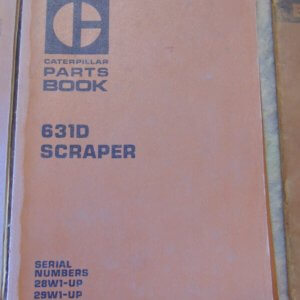 CATERPILLAR
PARTS
BOOK
631D
SCRAPER
SERIAL
NUMBERS
28W1-UP
29W1-UP